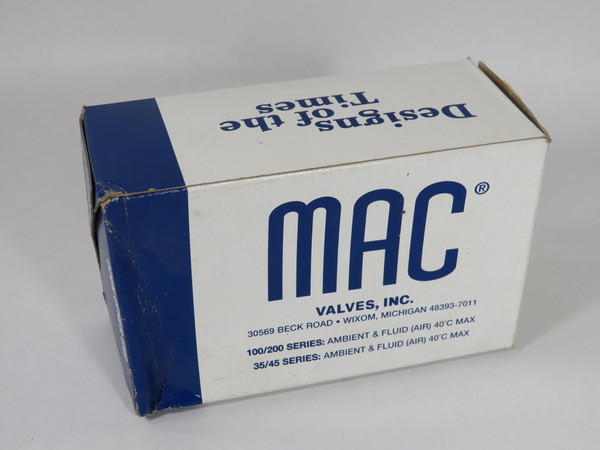 Designs
of the
Times
MAC®
VALVES, INC.
30569 BECK ROAD • WIXOM, MICHIGAN 48393-7011
100/200 SERIES: AMBIENT & FLUID (AIR) 40°C MAX
35/45 SERIES: AMBIENT & FLUID (AIR) 40°C MAX